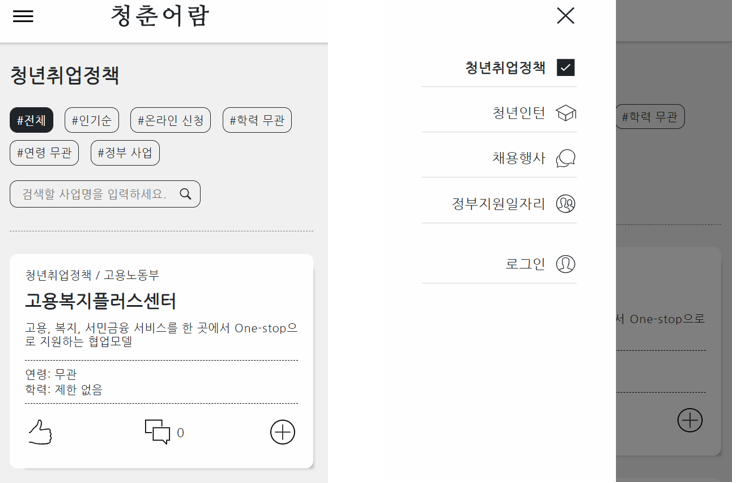 청춘어람
청년취업정책
#전체 #인기순 #온라인 신청 #학력 무관
#연령 무관 #정부 사업
검색할 사업명을 입력하세요.
청년취업정책 / 고용노동부
고용복지플러스센터
고용, 복지, 서민금융 서비스를 한 곳에서 One-stop으
로 지원하는 협업모델
연령: 무관
학력: 제한 없음
0
청년취업정책
청년인턴
채용행사
정부지원일자리
로그인
#학력 무관
서 One-stop으로